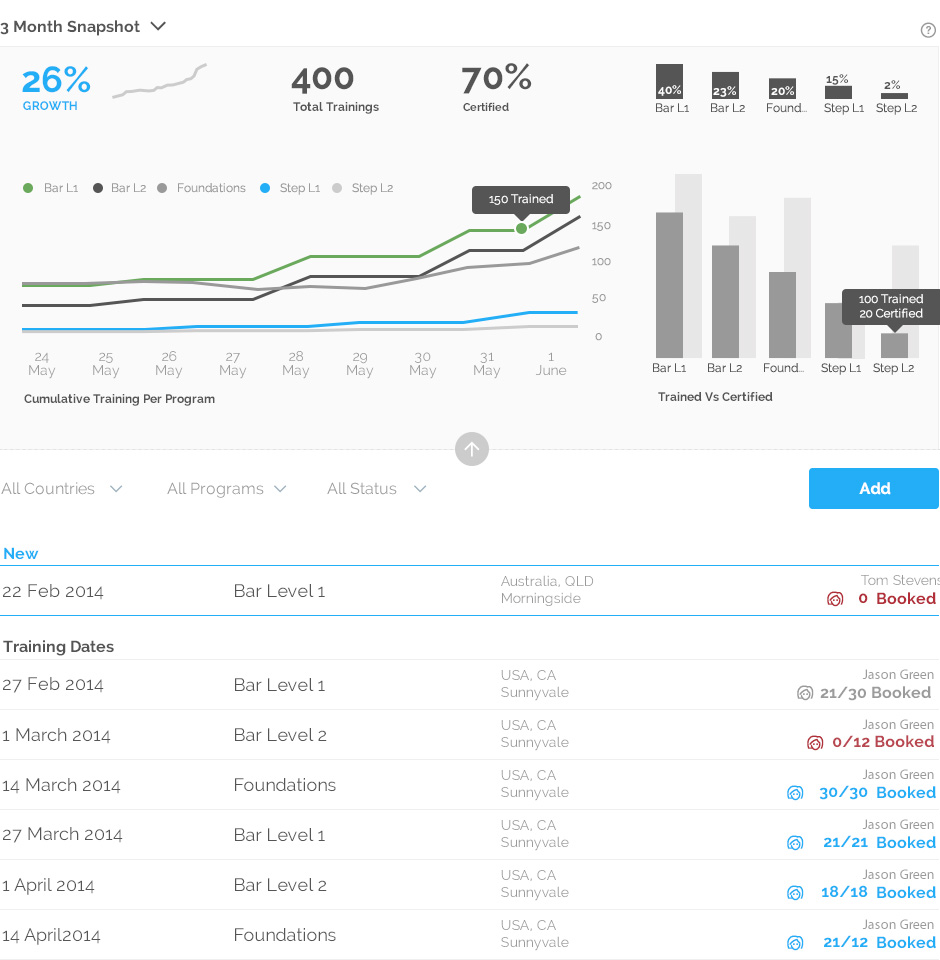 3 Month Snapshot
?
26%
GROWTH
400
Total Trainings
70%
Certified
40% 23% 20% 15% 2%
Bar L1 Bar L2 Found... Step L1 Step L2
Bar L1 Bar L2 Foundations Step L1 Step L2
150 Trained
200
150
100
50
0
24 May
25 May
26 May
27 May
28 May
29 May
30 May
31 May
1 June
Cumulative Training Per Program
100 Trained
20 Certified
Bar L1 Bar L2 Found... Step L1 Step L2
Trained Vs Certified
All Countries All Programs All Status Add
New
22 Feb 2014 Bar Level 1 Australia, QLD Tom Stevens
Morningside 0 Booked
Training Dates
27 Feb 2014 Bar Level 1 USA, CA Jason Green
Sunnyvale 21/30 Booked
1 March 2014 Bar Level 2 USA, CA Jason Green
Sunnyvale 0/12 Booked
14 March 2014 Foundations USA, CA Jason Green
Sunnyvale 30/30 Booked
27 March 2014 Bar Level 1 USA, CA Jason Green
Sunnyvale 21/21 Booked
1 April 2014 Bar Level 2 USA, CA Jason Green
Sunnyvale 18/18 Booked
14 April2014 Foundations USA, CA Jason Green
Sunnyvale 21/12 Booked